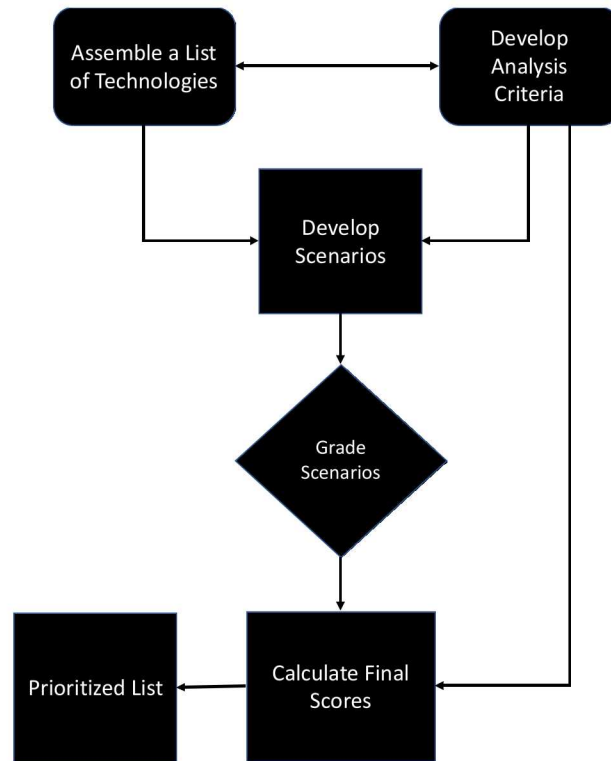 Assemble a List
of Technologies
Develop
Analysis
Criteria
Develop
Scenarios
Grade
Scenarios
Prioritized List
Calculate Final
Scores